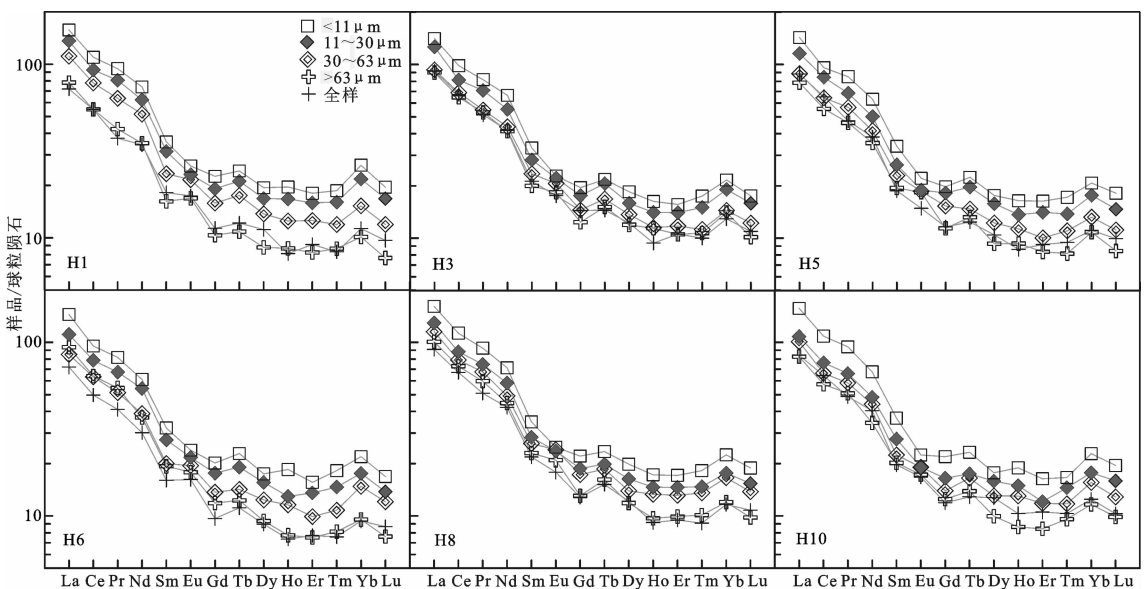 <11μm
11~30μm
30~63μm
>63μm
全样
100
10
H1
H3
H5
样品/球粒陨石
100
10
H6
H8
H10
La Ce Pr Nd Sm Eu Gd Tb Dy Ho Er Tm Yb Lu
La Ce Pr Nd Sm Eu Gd Tb Dy Ho Er Tm Yb Lu
La Ce Pr Nd Sm Eu Gd Tb Dy Ho Er Tm Yb Lu